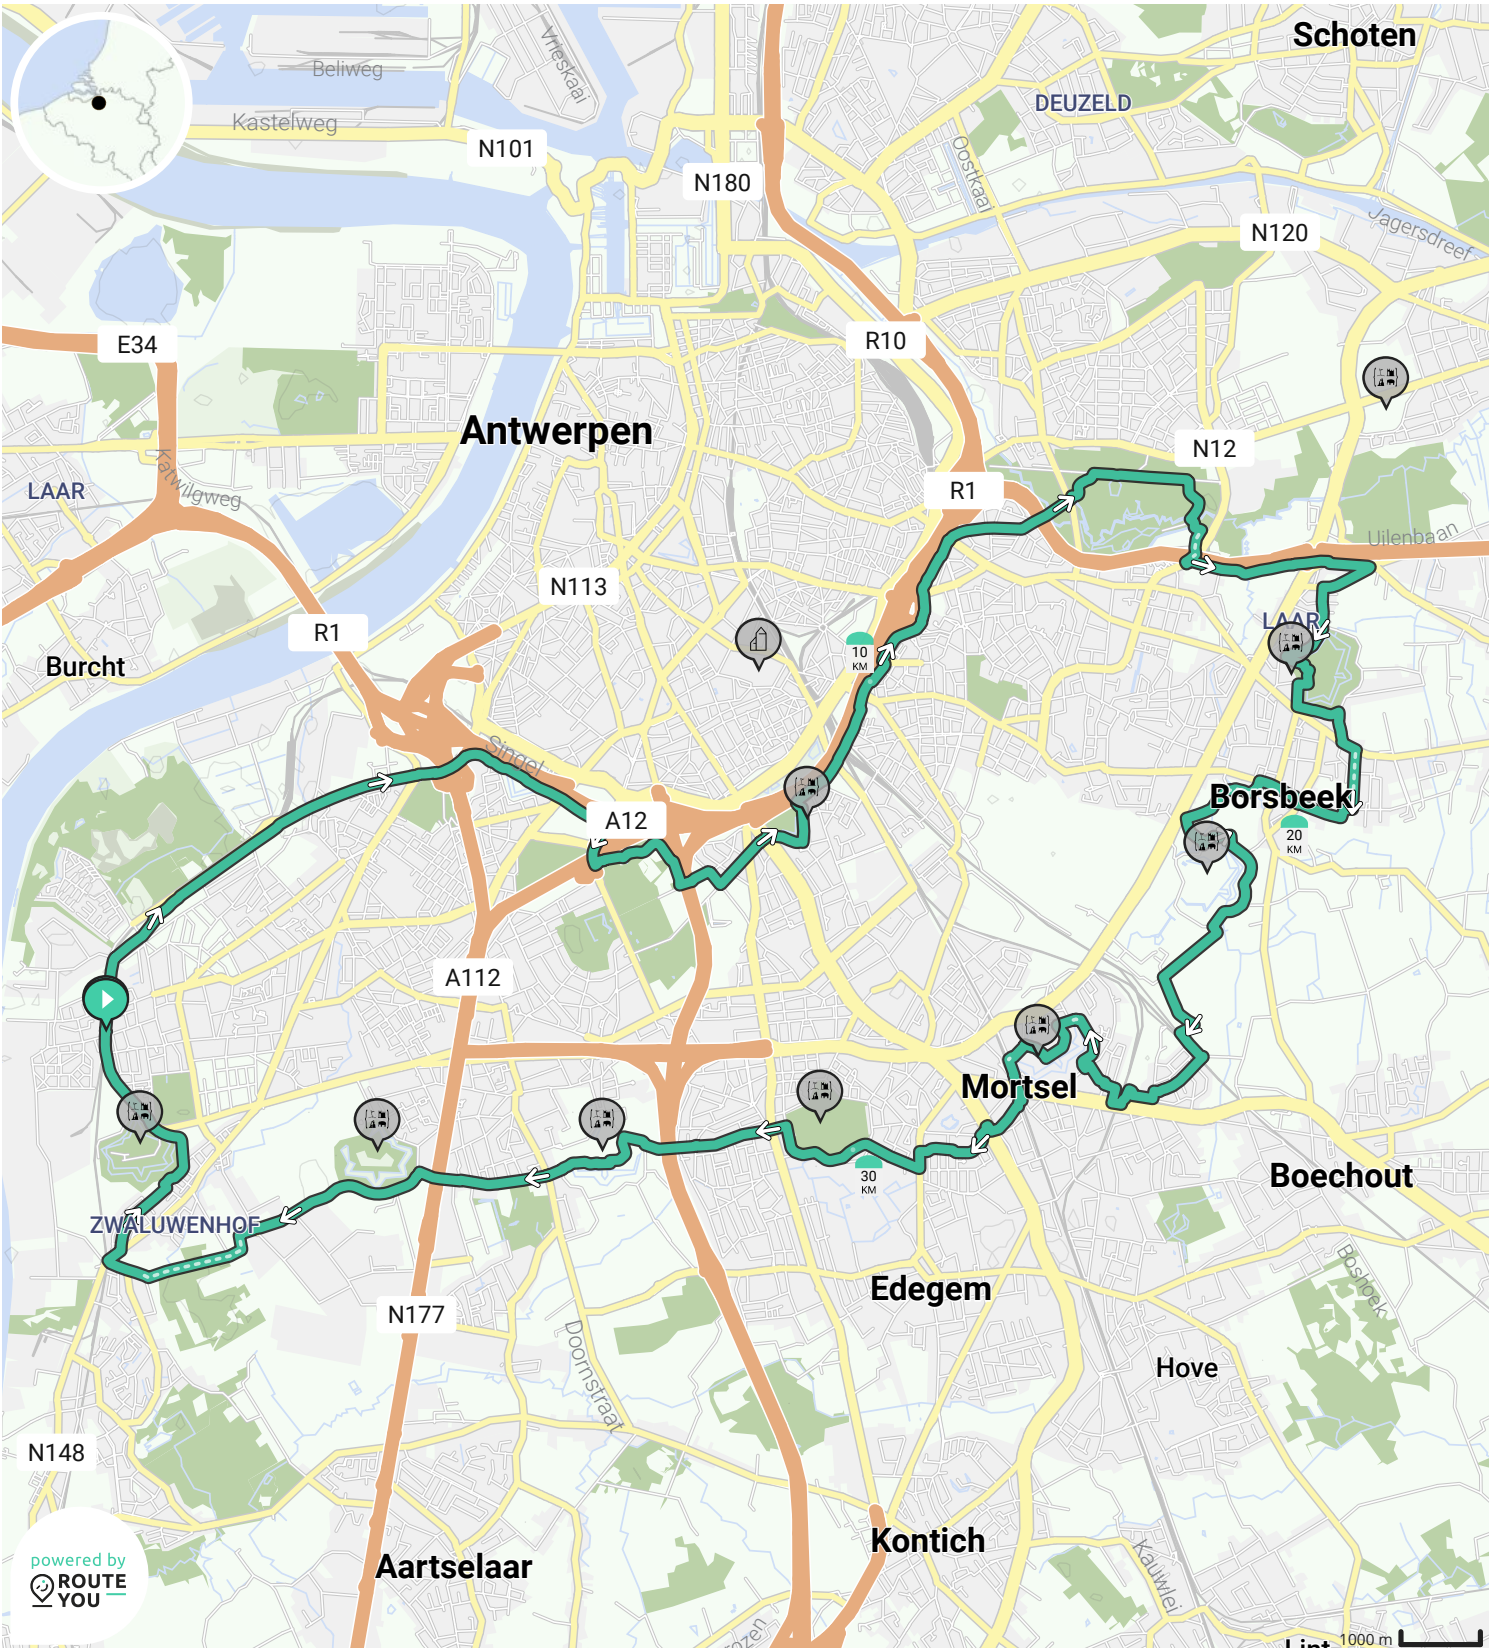 Schoten
Beliweg
Vrieskaai
DEUZELD
Kastelweg
N101
Oostkaai
N180
Jagersdreef
N120
E34
R10
Antwerpen
N12
Katwilgweg
LAAR
R1
Uilenbaan
N113
LAAR
R1
10
KM
Burcht
Singel
Borsbeek
A12
20
KM
A112
Mortsel
30
KM
Boechout
ZWALUWENHOF
Boshoek
Edegem
N177
Doornstraat
Hove
N148
Kontich
Aartselaar
Kauwlei
powered by
ROUTE
YOU
1000 m